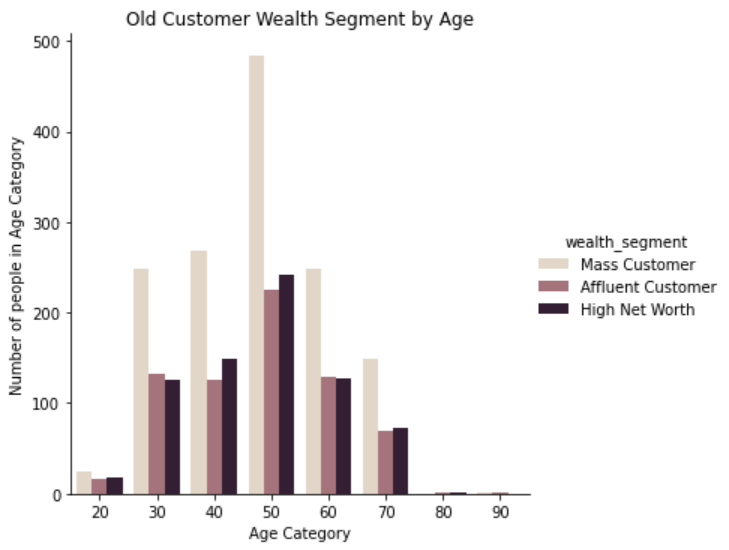 Old Customer Wealth Segment by Age
500
400
300
200
100
0
Number of people in Age Category
20 30 40 50 60 70 80 90
Age Category
wealth_segment
Mass Customer
Affluent Customer
High Net Worth